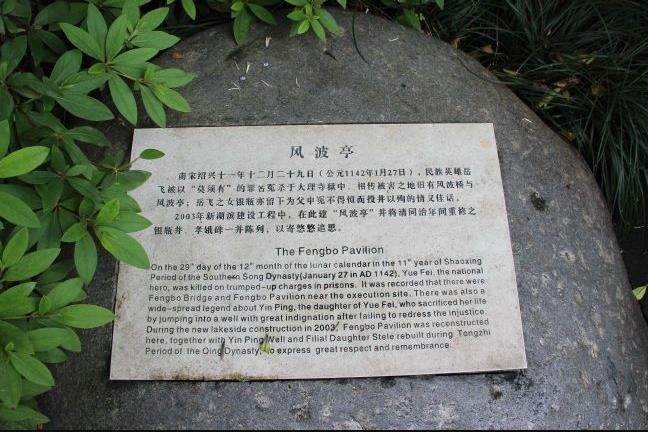 风波亭
南宋绍兴十一年十二月二十九日（公元1142年1月27日），民族英雄岳
飞被以“莫须有”的罪名冤杀于大理寺狱中。相传被害之地旧有风波桥与
风波亭；岳飞之女银瓶亦留下为父申冤不得恒而投井以殉的情义佳话。
2003年新湖滨建设工程中，在此建“风波亭”并将清同治年间重修之
银瓶井、孝娥碑一并陈列，以寄悠悠追思。
The Fengbo Pavilion
On the 29th day of the 12th month of the lunar calendar in the 11th year of Shaoxing
Period of the Southern Song Dynasty(January 27 in AD 1142), Yue Fei, the national
hero, was killed on trumped-up charges in prisons. It was recorded that there were
Fengbo Bridge and Fengbo Pavilion near the execution site. There was also a
wide-spread legend about Yin Ping, the daughter of Yue Fei, who sacrificed her life
by jumping into a well with great indignation after failing to redress the injustice.
During the new lakeside construction in 2003, Fengbo Pavilion was reconstructed
here, together with Yin Ping Well and Filial Daughter Stele rebuilt during Tongzhi
Period of the Qing Dynasty, to express great respect and remembrance.